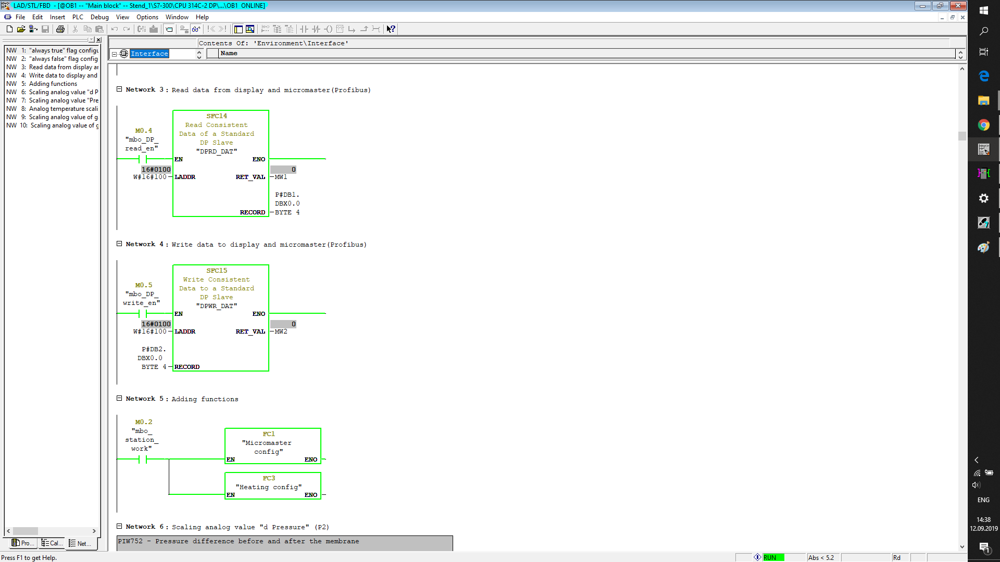 LAD/STL/FBD - [@OB1 -- "Main block" -- Stend_1\S7-300\CPU 314C-2 DP\...\OB1 ONLINE]
File Edit Insert PLC Debug View Options Window Help
Contents Of: 'Environment\Interface'
Interface
Name
NW 1: "always true" flag configu
NW 2: "always false" flag config
NW 3: Read data from display ar
NW 4: Write data to display and
NW 5: Adding functions
NW 6: Scaling analog value "d P
NW 7: Scaling analog value "Pre
NW 8: Analog temperature scali
NW 9: Scaling analog value of g
NW 10: Scaling analog value of g
Pro... Cal... Net...
Network 3: Read data from display and micromaster(Profibus)
SFC14
Read Consistent
Data of a Standard
DP Slave
"DPRD_DAT"
M0.4
"mbo_DP_
read_en"
EN ENO
16#0100 0
W#16#100 LADDR RET_VAL MW1
P#DB1.
DBX0.0
RECORD BYTE 4
Network 4: Write data to display and micromaster(Profibus)
SFC15
Write Consistent
Data to a Standard
DP Slave
"DPWR_DAT"
M0.5
"mbo_DP_
write_en"
EN ENO
16#0100 0
W#16#100 LADDR RET_VAL MW2
P#DB2.
DBX0.0
BYTE 4 RECORD
Network 5: Adding functions
M0.2
"mbo_
station_
work"
FC1
"Micromaster
config"
EN ENO
FC3
"Heating config"
EN ENO
Network 6: Scaling analog value "d Pressure" (P2)
PIW752 - Pressure difference before and after the membrane
Press F1 to get Help.
RUN
Abs < 5.2
Rd
ENG
14:38
12.09.2019
1